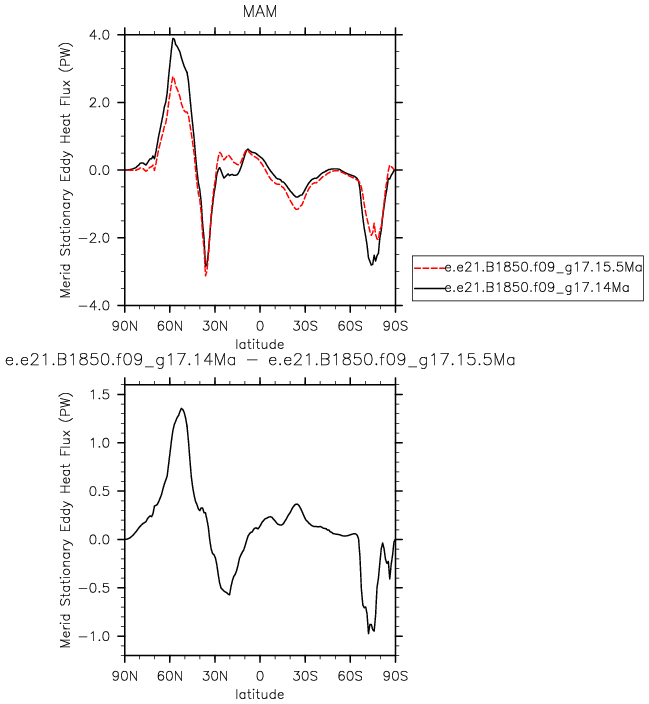 MAM
Merid Stationary Eddy Heat Flux (PW)
4.0
2.0
0.0
−2.0
−4.0
90N 60N 30N 0 30S 60S 90S
latitude
e.e21.B1850.f09_g17.15.5Ma
e.e21.B1850.f09_g17.14Ma
e.e21.B1850.f09_g17.14Ma − e.e21.B1850.f09_g17.15.5Ma
Merid Stationary Eddy Heat Flux (PW)
1.5
1.0
0.5
0.0
−0.5
−1.0
90N 60N 30N 0 30S 60S 90S
latitude